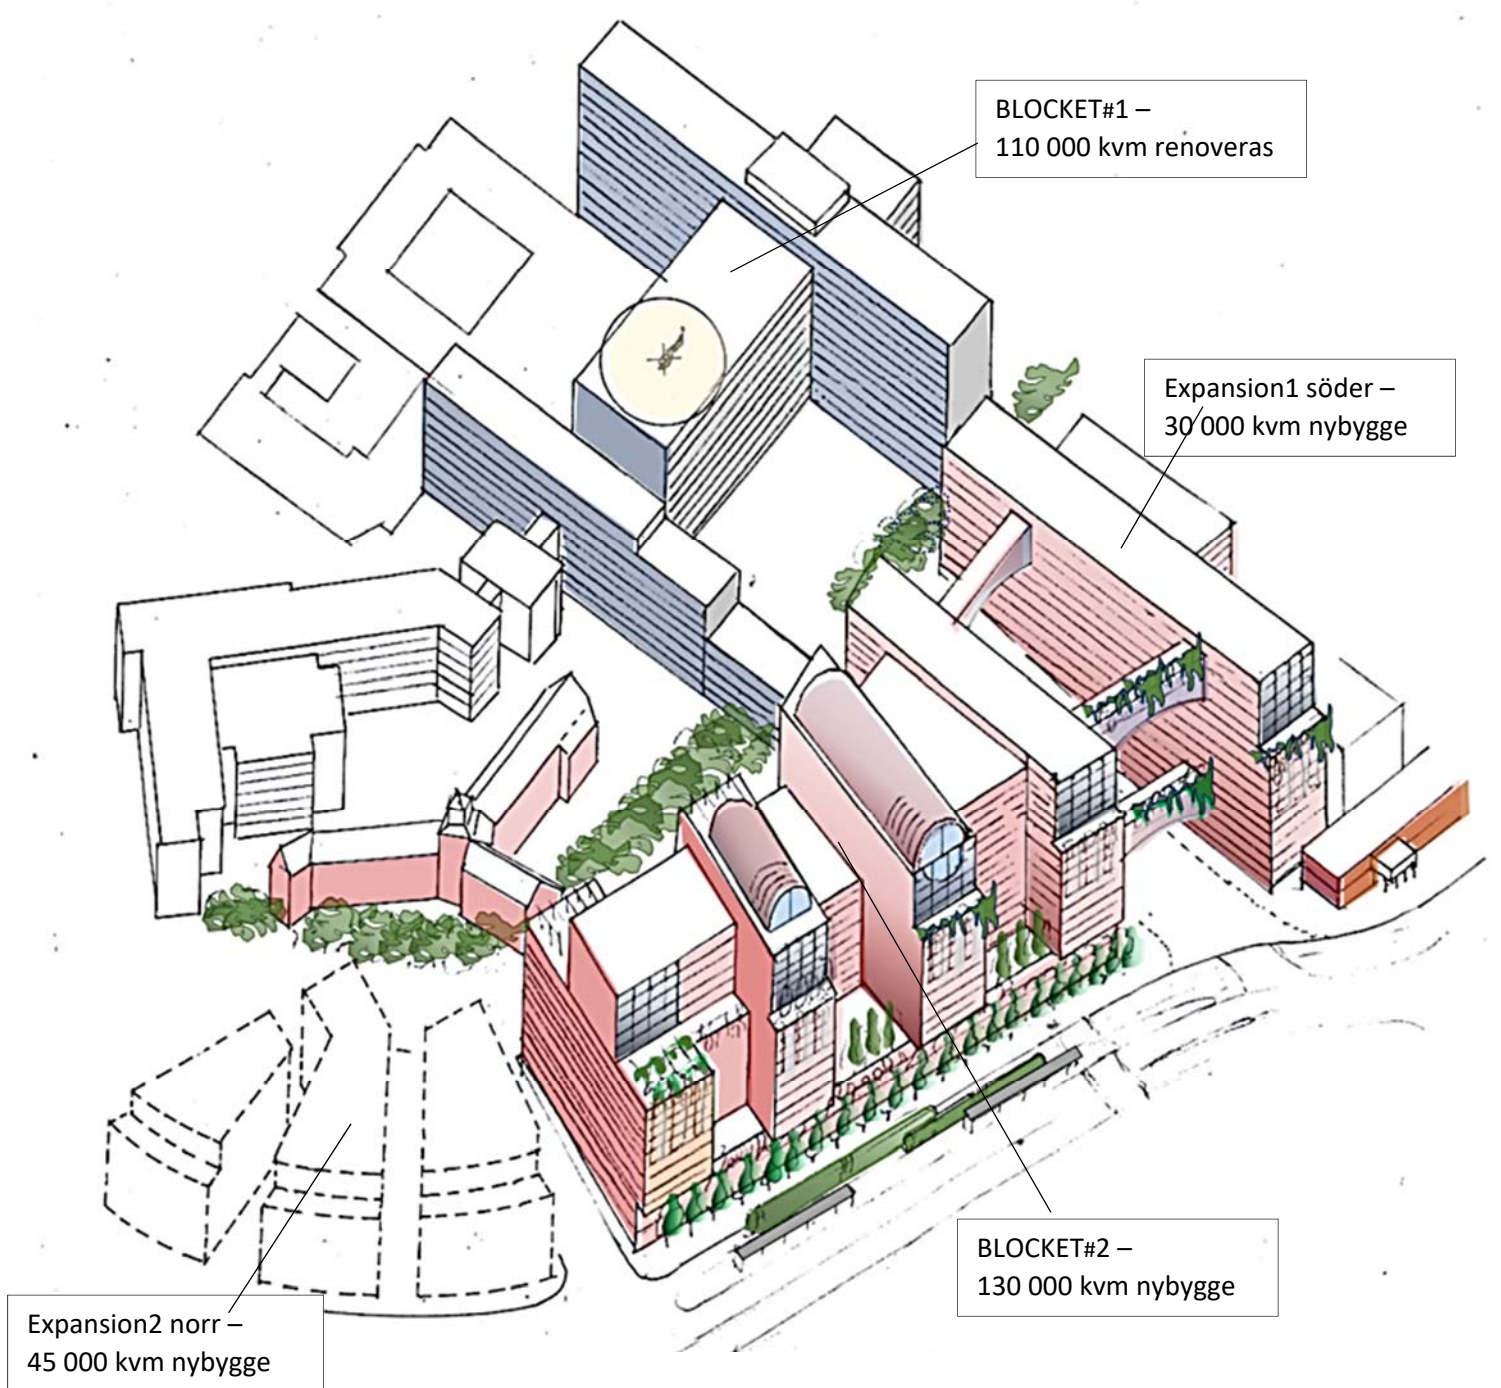 BLOCKET#1 –
110 000 kvm renoveras
Expansion1 söder –
30 000 kvm nybygge
BLOCKET#2 –
130 000 kvm nybygge
Expansion2 norr –
45 000 kvm nybygge